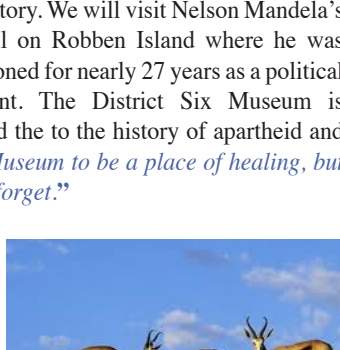 tory. We will visit Nelson Mandela's
l on Robben Island where he was
oned for nearly 27 years as a political
nt. The District Six Museum is
d the to the history of apartheid and
Museum to be a place of healing, but
forget.”